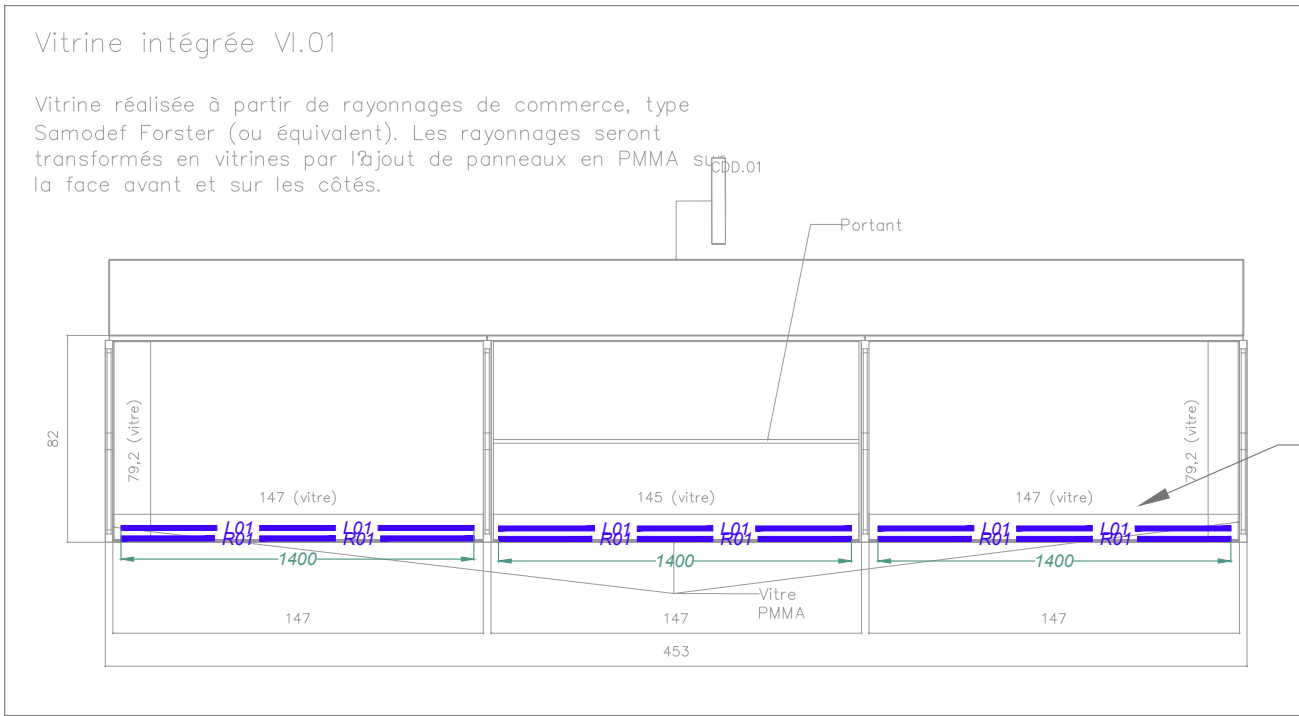 Vitrine intégrée VI.01
Vitrine réalisée à partir de rayonnages de commerce, type
Samodef Forster (ou équivalent). Les rayonnages seront
transformés en vitrines par l?ajout de panneaux en PMMA sur
la face avant et sur les côtés.
CDD.01
Portant
82
79,2 (vitre)
79,2 (vitre)
147 (vitre)
145 (vitre)
147 (vitre)
L01 L01 L01 L01 L01 L01
R01 R01 R01 R01 R01 R01
1400 1400 1400
Vitre
PMMA
147 147 147
453